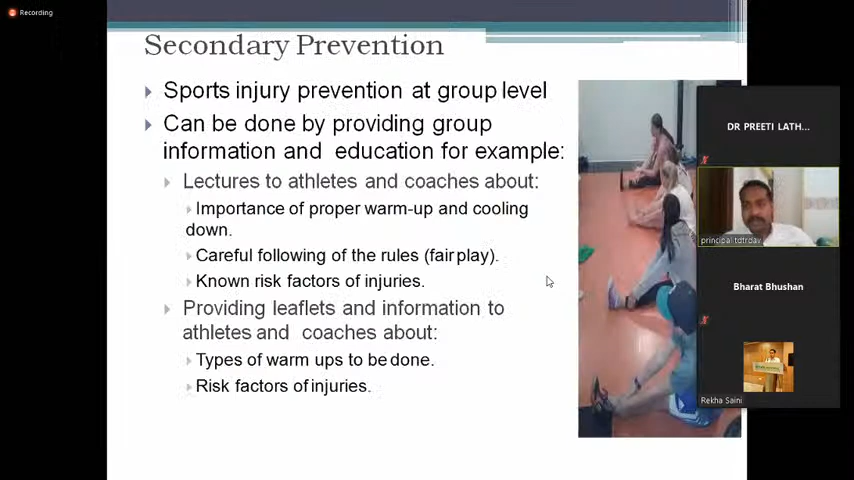 Recording
Secondary Prevention
Sports injury prevention at group level
Can be done by providing group
information and education for example:
Lectures to athletes and coaches about:
Importance of proper warm-up and cooling
down.
Careful following of the rules (fair play).
Known risk factors of injuries.
Providing leaflets and information to
athletes and coaches about:
Types of warm ups to be done.
Risk factors of injuries.
DR PREETI LATH...
principal tdtrdav
Bharat Bhushan
Rekha Saini